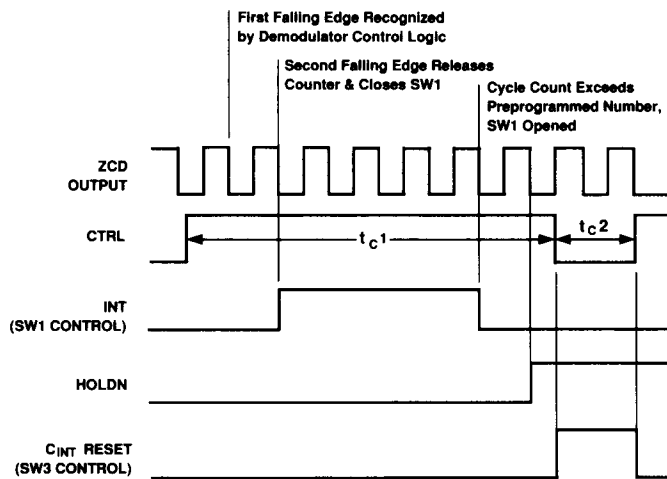 First Falling Edge Recognized
by Demodulator Control Logic
Second Falling Edge Releases
Counter & Closes SW1
Cycle Count Exceeds
Preprogrammed Number,
SW1 Opened
ZCD
OUTPUT
CTRL
tC1
tC2
INT
(SW1 CONTROL)
HOLDN
CINT RESET
(SW3 CONTROL)